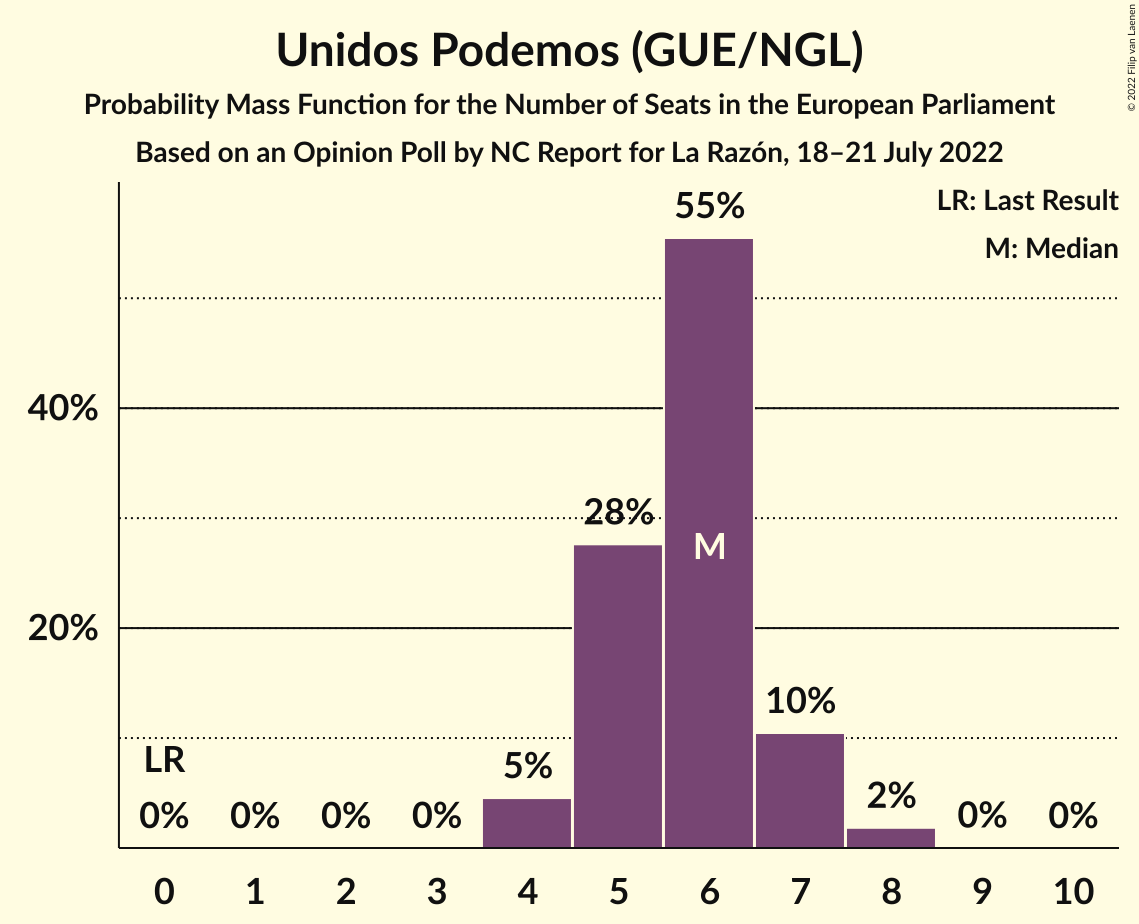 Unidos Podemos (GUE/NGL)
Probability Mass Function for the Number of Seats in the European Parliament
Based on an Opinion Poll by NC Report for La Razón, 18–21 July 2022
© 2022 Filip van Laenen
LR: Last Result
M: Median
55%
40%
28%
M
20%
10%
LR
5%
2%
0% 0% 0% 0% 0% 0%
0 1 2 3 4 5 6 7 8 9 10